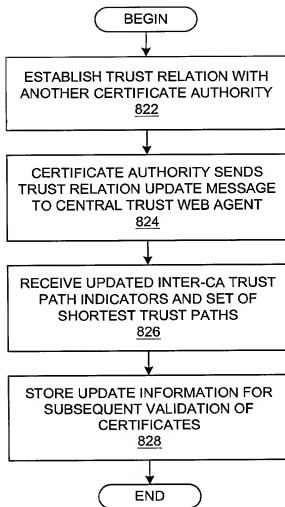 BEGIN
ESTABLISH TRUST RELATION WITH
ANOTHER CERTIFICATE AUTHORITY
822
CERTIFICATE AUTHORITY SENDS
TRUST RELATION UPDATE MESSAGE
TO CENTRAL TRUST WEB AGENT
824
RECEIVE UPDATED INTER-CA TRUST
PATH INDICATORS AND SET OF
SHORTEST TRUST PATHS
826
STORE UPDATE INFORMATION FOR
SUBSEQUENT VALIDATION OF
CERTIFICATES
828
END